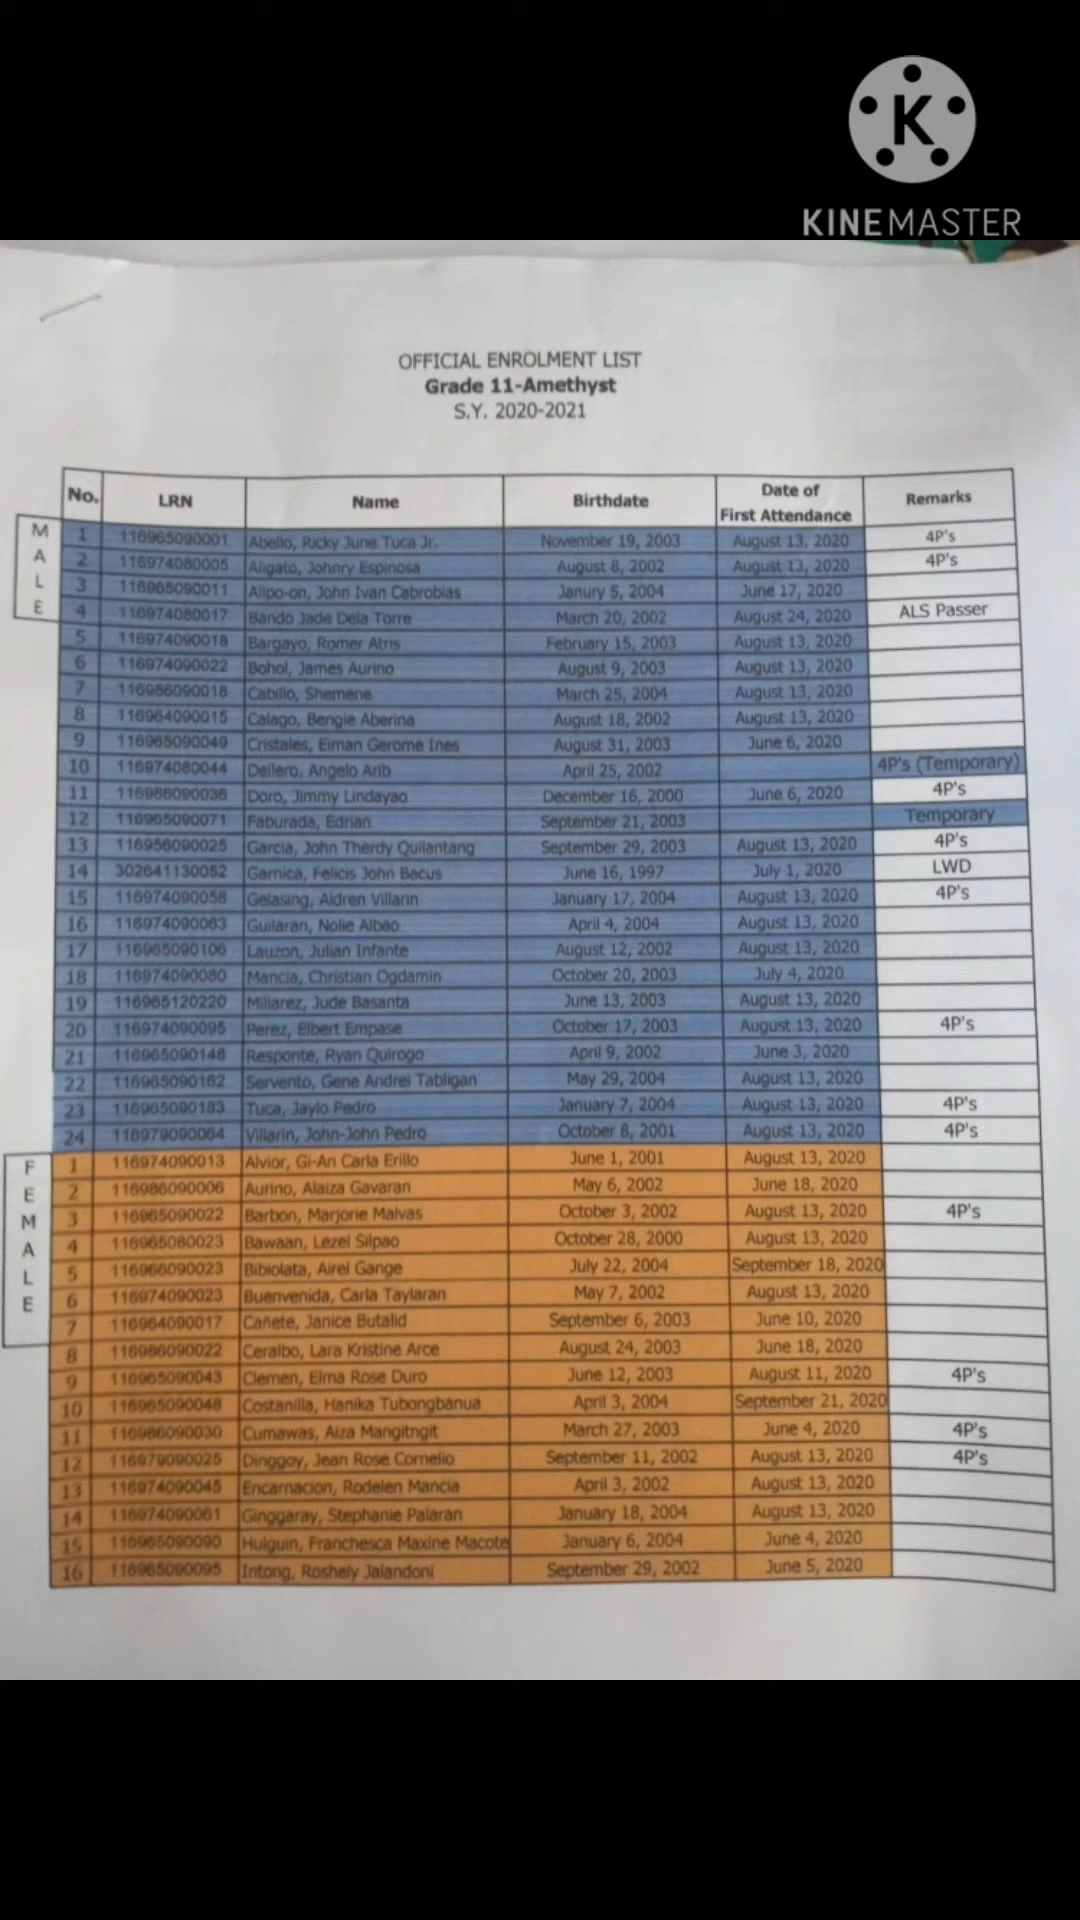 K
KINEMASTER
OFFICIAL ENROLMENT LIST
Grade 11-Amethyst
S.Y. 2020-2021
No. LRN Name Birthdate Date of First Attendance Remarks
MALE
1 116965090001 Abello, Ricky June Tuca Jr. November 19, 2003 August 13, 2020 4P's
2 116974080005 Aligato, Johnry Espinosa August 8, 2002 August 13, 2020 4P's
3 116965090011 Alipo-on, John Ivan Cabrobias Janury 5, 2004 June 17, 2020
4 116974080017 Bando Jade Dela Torre March 20, 2002 August 24, 2020 ALS Passer
5 116974090018 Bargayo, Romer Atris February 15, 2003 August 13, 2020
6 116974090022 Bohol, James Aurino August 9, 2003 August 13, 2020
7 116986090018 Cabillo, Shemene March 25, 2004 August 13, 2020
8 116964090015 Calago, Bengie Aberina August 18, 2002 August 13, 2020
9 116965090049 Cristales, Eiman Gerome Ines August 31, 2003 June 6, 2020
10 116974080044 Dellero, Angelo Arib April 25, 2002 4P's (Temporary)
11 116986090036 Doro, Jimmy Lindayao December 16, 2000 June 6, 2020 4P's
12 116965090071 Faburada, Edrian September 21, 2003 Temporary
13 116956090025 Garcia, John Therdy Quilantang September 29, 2003 August 13, 2020 4P's
14 302641130052 Garnica, Felicis John Bacus June 16, 1997 July 1, 2020 LWD
15 116974090058 Gelasing, Aldren Villarin January 17, 2004 August 13, 2020 4P's
16 116974090063 Guilaran, Nolie Albao April 4, 2004 August 13, 2020
17 116965090106 Lauzon, Julian Infante August 12, 2002 August 13, 2020
18 116974090080 Mancia, Christian Ogdamin October 20, 2003 July 4, 2020
19 116965120220 Millarez, Jude Basanta June 13, 2003 August 13, 2020
20 116974090095 Perez, Elbert Empase October 17, 2003 August 13, 2020 4P's
21 116965090148 Responte, Ryan Quirogo April 9, 2002 June 3, 2020
22 116965090162 Servento, Gene Andrei Tabligan May 29, 2004 August 13, 2020
23 116965090183 Tuca, Jaylo Pedro January 7, 2004 August 13, 2020 4P's
24 116979090064 Villarin, John-John Pedro October 8, 2001 August 13, 2020 4P's
FEMALE
1 116974090013 Alvior, Gi-An Carla Erillo June 1, 2001 August 13, 2020
2 116986090006 Aurino, Alaiza Gavaran May 6, 2002 June 18, 2020
3 116965090022 Barbon, Marjorie Malvas October 3, 2002 August 13, 2020 4P's
4 116965080023 Bawaan, Lezel Silpao October 28, 2000 August 13, 2020
5 116966090023 Bibiolata, Airel Gange July 22, 2004 September 18, 2020
6 116974090023 Buenvenida, Carla Taylaran May 7, 2002 August 13, 2020
7 116964090017 Cañete, Janice Butalid September 6, 2003 June 10, 2020
8 116986090022 Ceralbo, Lara Kristine Arce August 24, 2003 June 18, 2020
9 116965090043 Clemen, Elma Rose Duro June 12, 2003 August 11, 2020 4P's
10 116965090048 Costanilla, Hanika Tubongbanua April 3, 2004 September 21, 2020
11 116986090030 Cumawas, Aiza Mangitngit March 27, 2003 June 4, 2020 4P's
12 116979090025 Dinggoy, Jean Rose Cornelio September 11, 2002 August 13, 2020 4P's
13 116974090045 Encarnacion, Rodelen Mancia April 3, 2002 August 13, 2020
14 116974090061 Ginggaray, Stephanie Palaran January 18, 2004 August 13, 2020
15 116965090090 Hulguin, Franchesca Maxine Macote January 6, 2004 June 4, 2020
16 116965090095 Intong, Roshely Jalandoni September 29, 2002 June 5, 2020